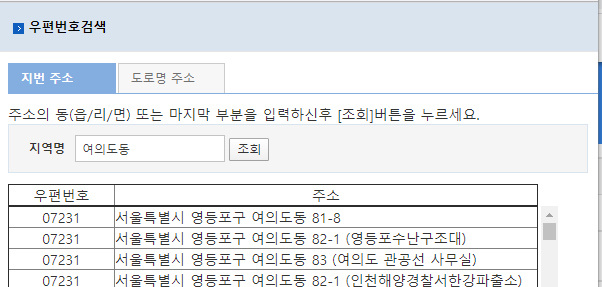 우편번호검색
지번 주소 도로명 주소
주소의 동(읍/리/면) 또는 마지막 부분을 입력하신후 [조회]버튼을 누르세요.
지역명 여의도동 조회
우편번호 주소
07231 서울특별시 영등포구 여의도동 81-8
07231 서울특별시 영등포구 여의도동 82-1 (영등포수난구조대)
07231 서울특별시 영등포구 여의도동 83 (여의도 관공선 사무실)
07231 서울특별시 영등포구 여의도동 82-1 (인천해양경찰서한강파출소)